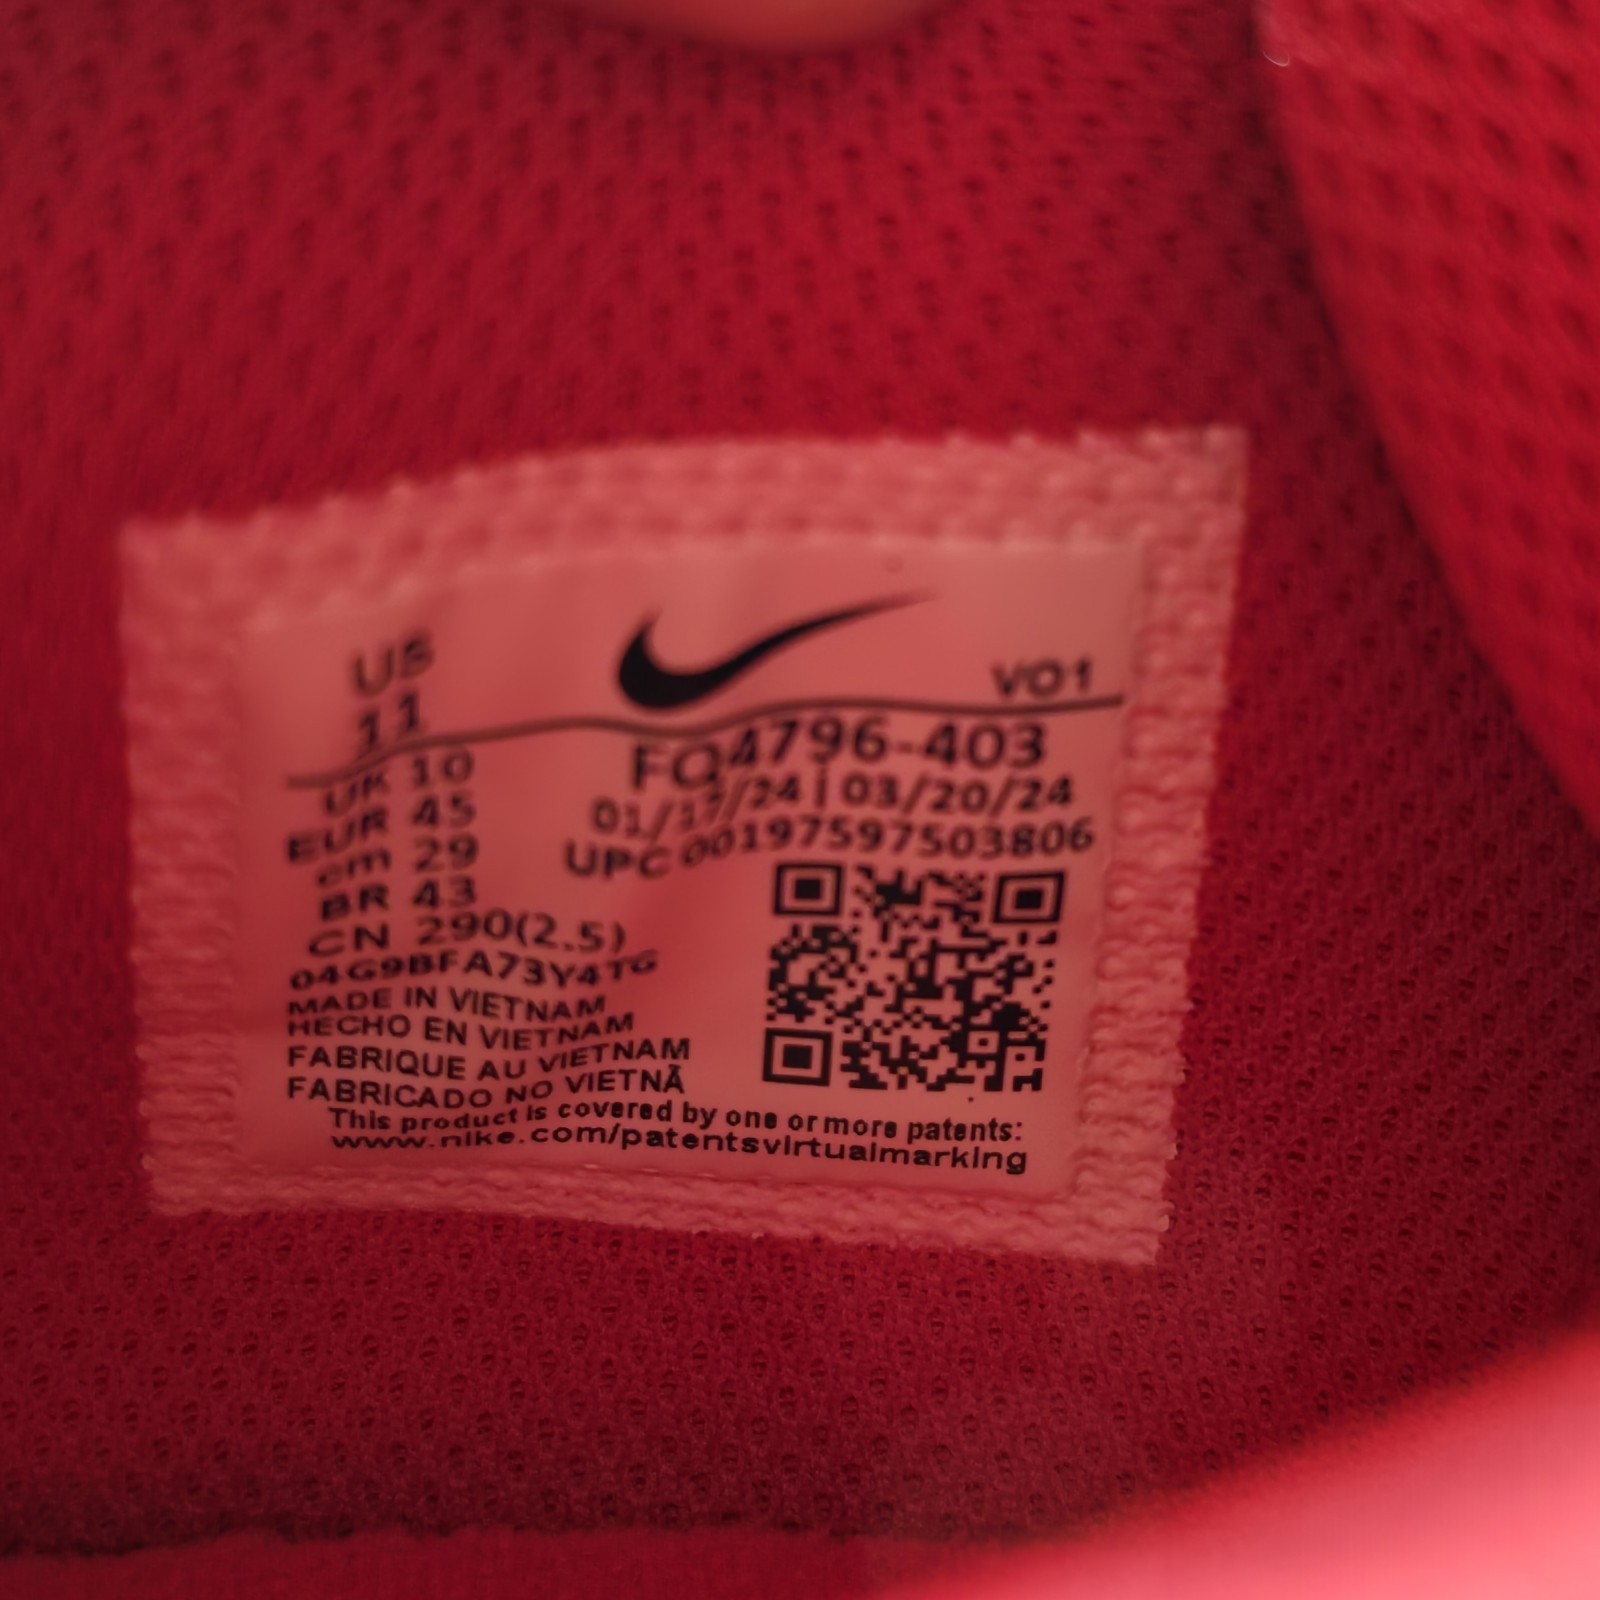 US
11
VO1
UK 10
EUR 45
cm 29
BR 43
CN 290(2.5)
04G9BFA73Y4TG
FQ4796-403
01/17/24 | 03/20/24
UPC 00197597503806
MADE IN VIETNAM
HECHO EN VIETNAM
FABRIQUE AU VIETNAM
FABRICADO NO VIETNÃ
This product is covered by one or more patents:
www.nike.com/patentsvirtualmarking